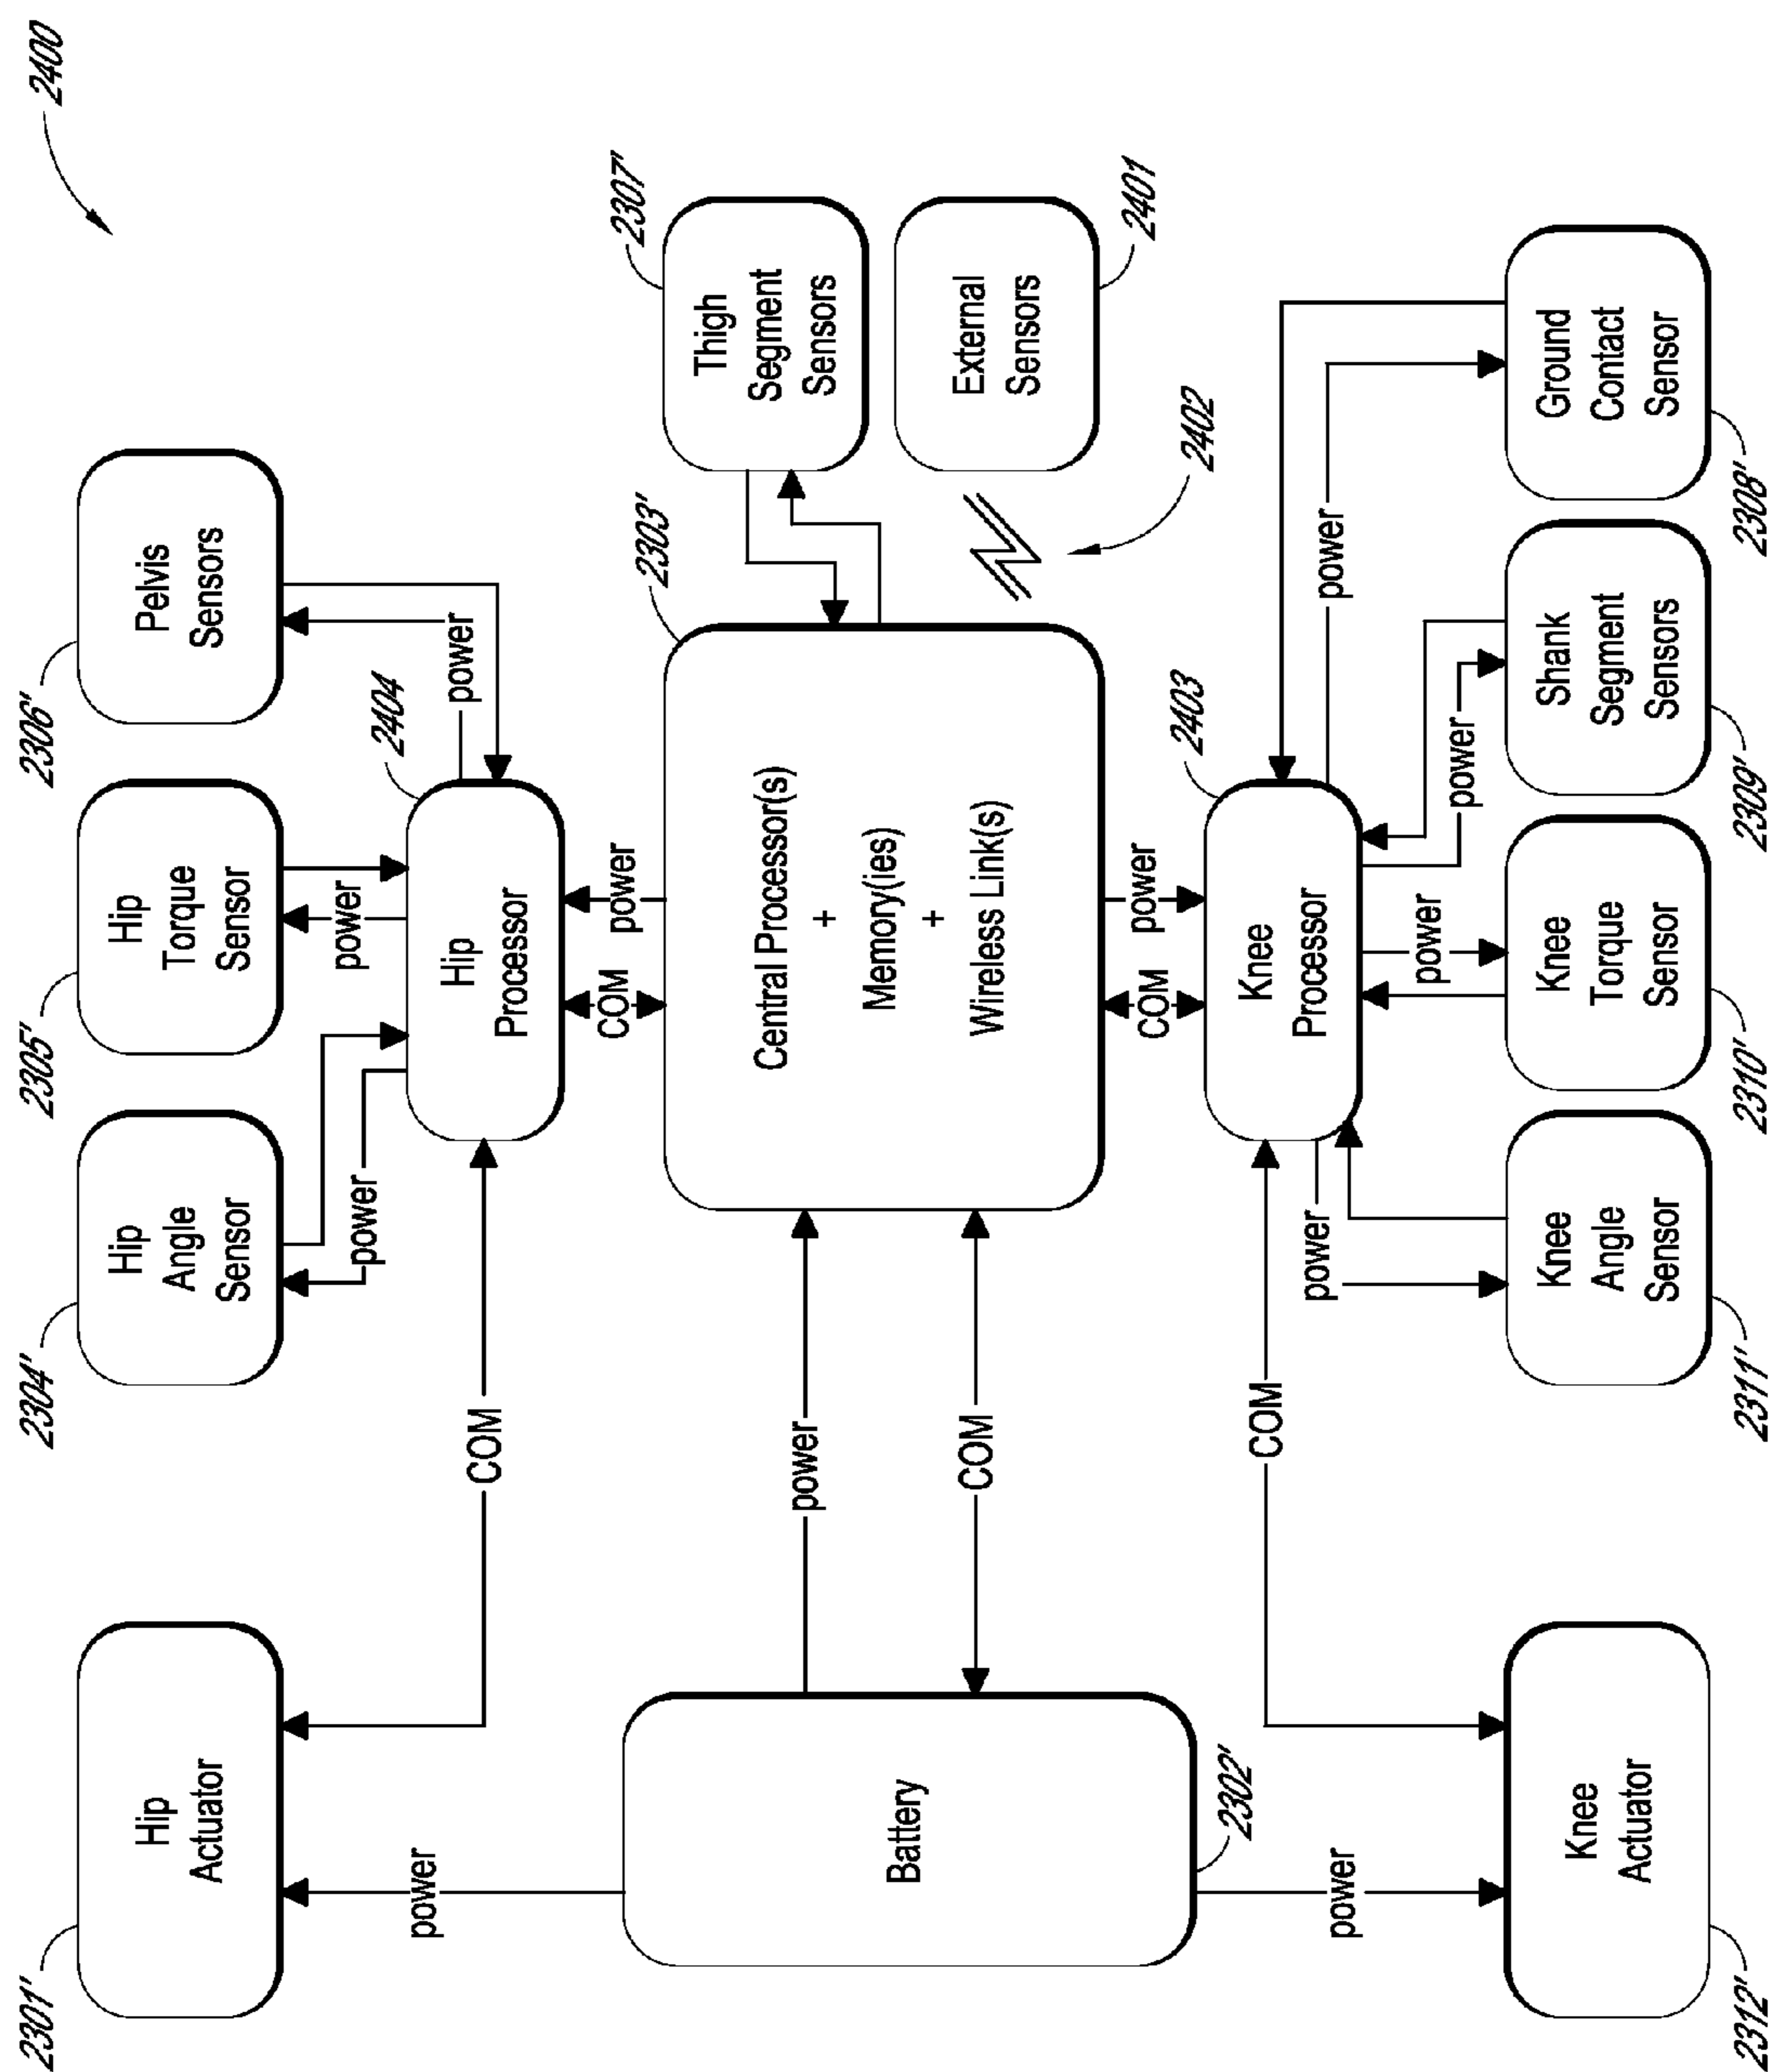 2400
2301'
Hip
Actuator
2304'
Hip
Angle
Sensor
2305'
Hip
Torque
Sensor
2306'
Pelvis
Sensors
power
COM
power
power
power
2404
Hip
Processor
COM
power
2303'
2307'
Thigh
Segment
Sensors
Battery
2302'
power
COM
Central Processor(s)
+
Memory(ies)
+
Wireless Link(s)
External
Sensors
2401
2402
COM
power
2403
Knee
Processor
power
COM
power
power
power
power
Knee
Actuator
2312'
Knee
Angle
Sensor
2311'
Knee
Torque
Sensor
2310'
Shank
Segment
Sensors
2309'
Ground
Contact
Sensor
2308'